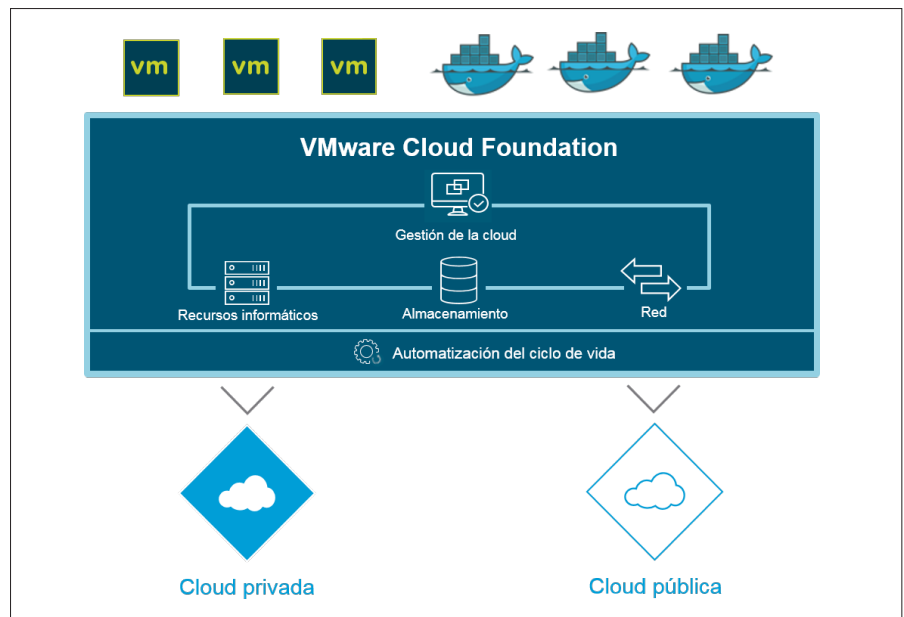 vm vm vm
VMware Cloud Foundation
Gestión de la cloud
Recursos informáticos
Almacenamiento
Red
Automatización del ciclo de vida
Cloud privada
Cloud pública